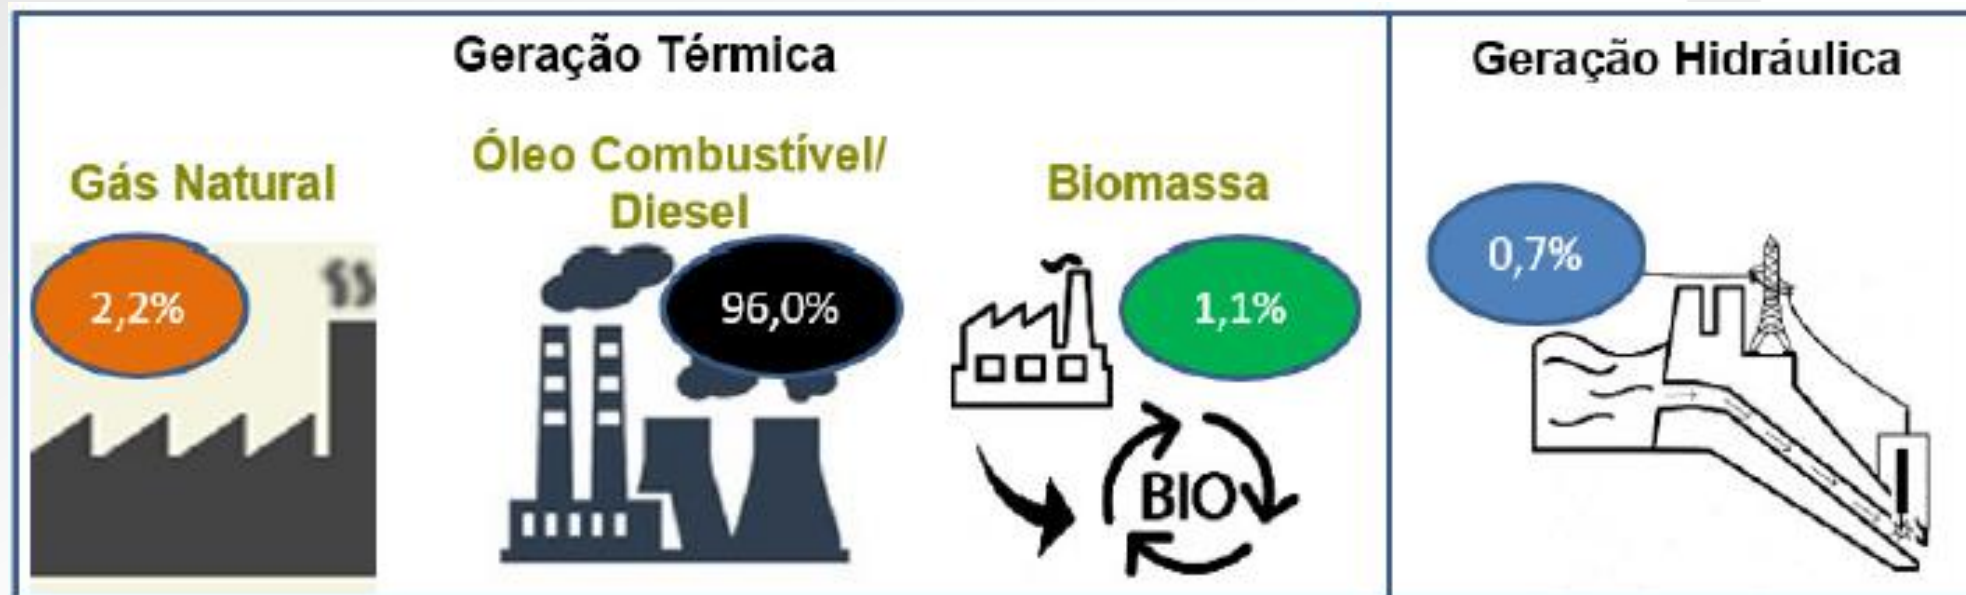 Geração Térmica
Geração Hidráulica
Gás Natural
Óleo Combustível/
Diesel
Biomassa
2,2%
96,0%
1,1%
0,7%
BIO